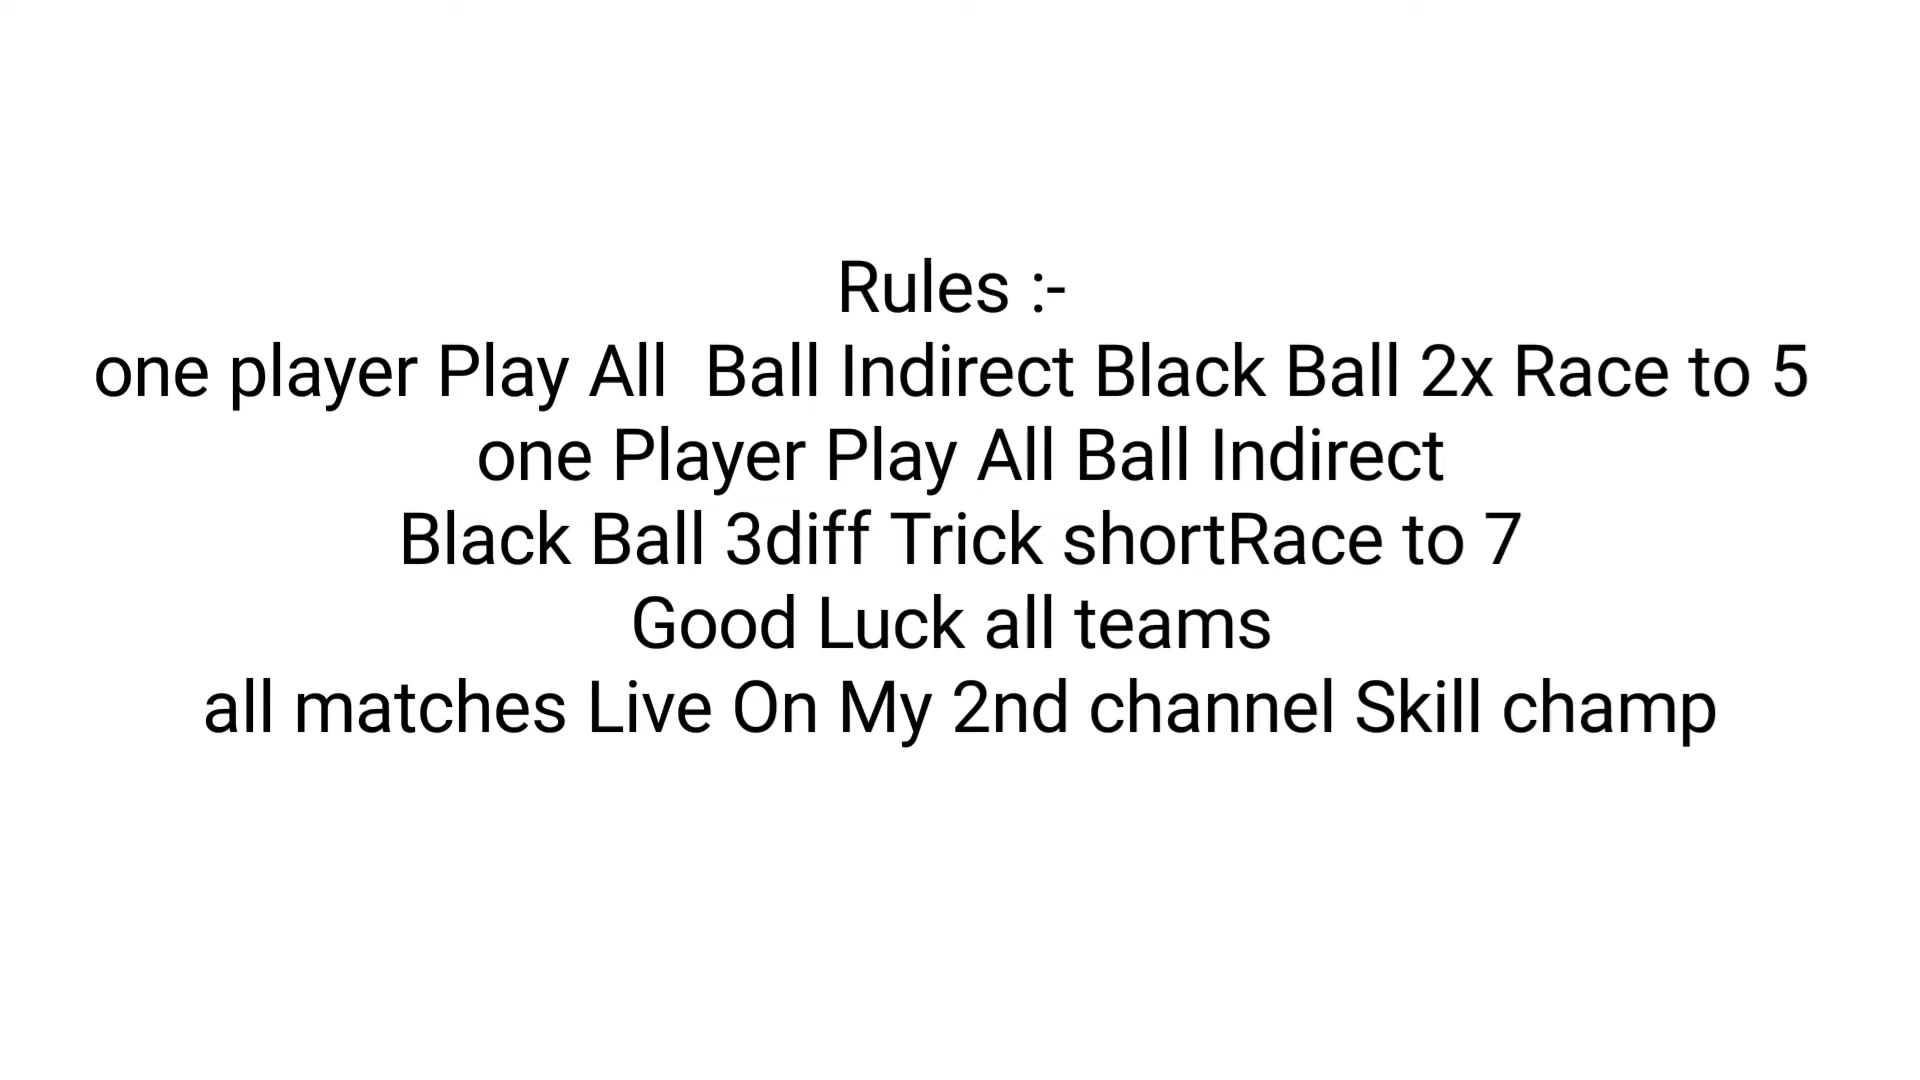 Rules :-
one player Play All  Ball Indirect Black Ball 2x Race to 5
one Player Play All Ball Indirect
Black Ball 3diff Trick shortRace to 7
Good Luck all teams
all matches Live On My 2nd channel Skill champ